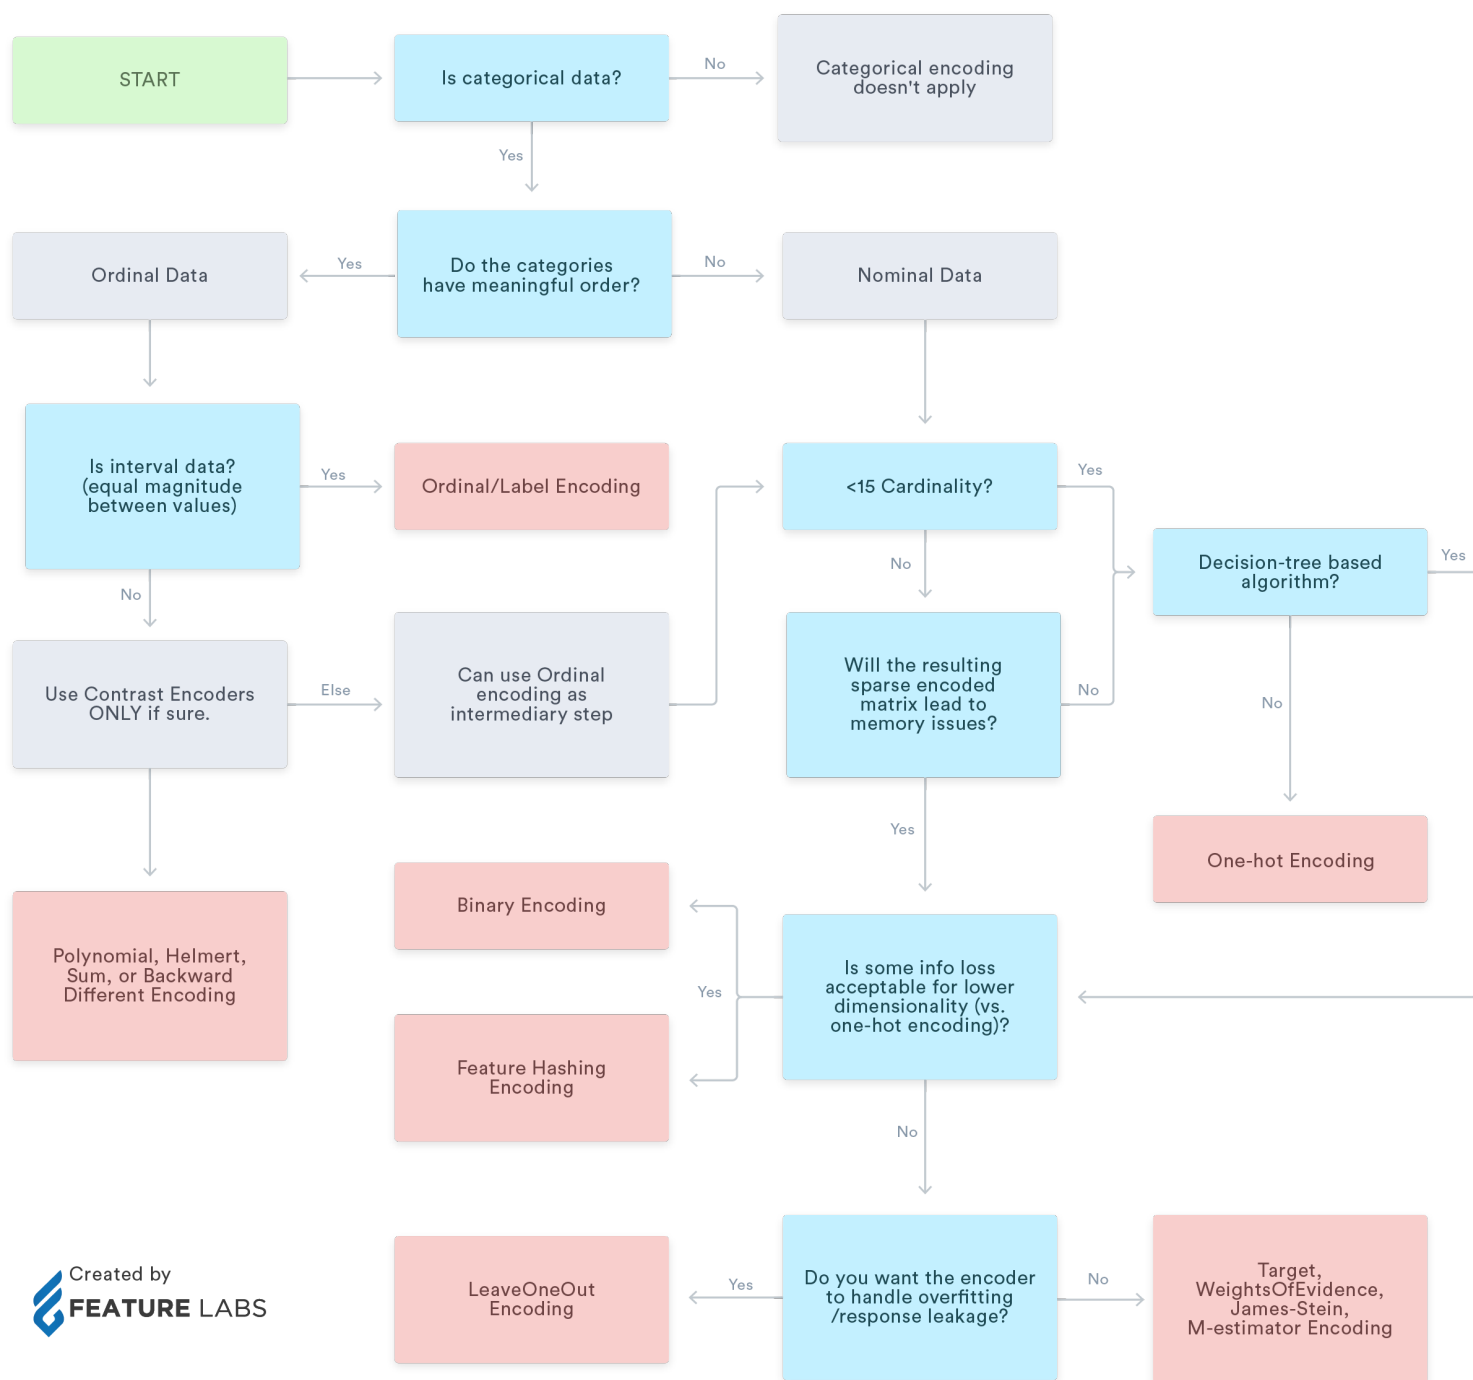 START
Is categorical data?
No
Categorical encoding
doesn't apply
Yes
Ordinal Data
Yes
Do the categories
have meaningful order?
No
Nominal Data
Is interval data?
(equal magnitude
between values)
Yes
Ordinal/Label Encoding
<15 Cardinality?
Yes
No
Decision-tree based
algorithm?
Yes
No
Use Contrast Encoders
ONLY if sure.
Else
Can use Ordinal
encoding as
intermediary step
Will the resulting
sparse encoded
matrix lead to
memory issues?
No
No
Yes
One-hot Encoding
Polynomial, Helmert,
Sum, or Backward
Different Encoding
Binary Encoding
Yes
Feature Hashing
Encoding
Is some info loss
acceptable for lower
dimensionality (vs.
one-hot encoding)?
No
Created by
FEATURE LABS
LeaveOneOut
Encoding
Yes
Do you want the encoder
to handle overfitting
/response leakage?
No
Target,
WeightsOfEvidence,
James-Stein,
M-estimator Encoding